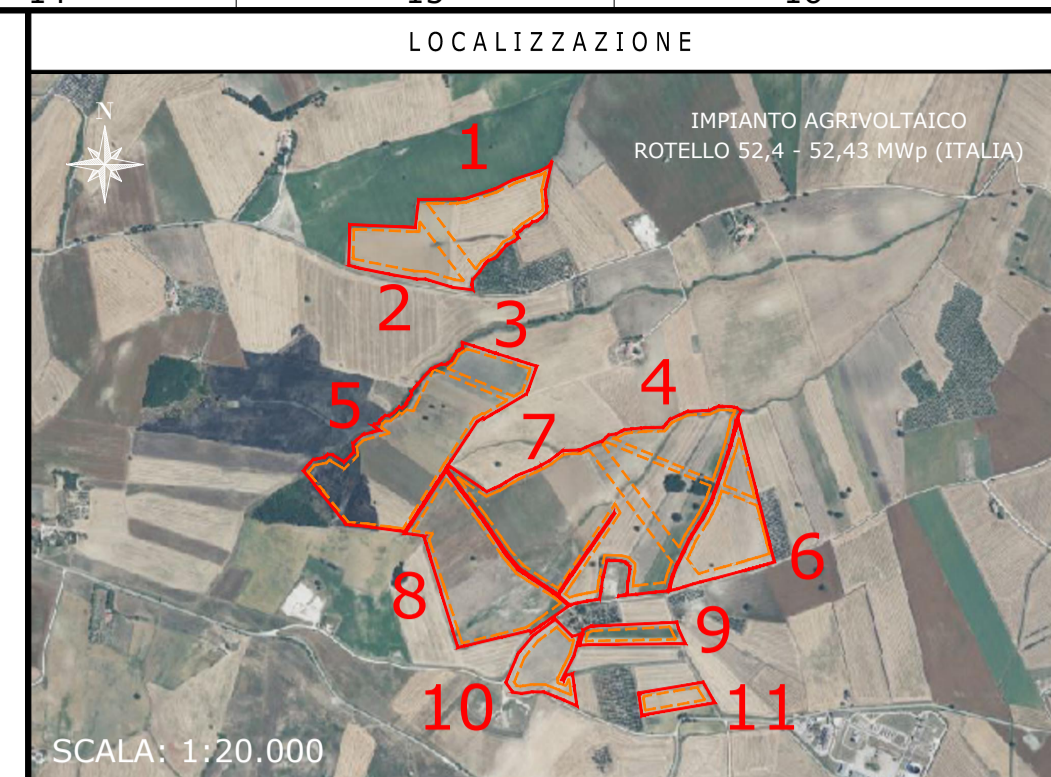 LOCALIZZAZIONE
N
IMPIANTO AGRIVOLTAICO
ROTELLO 52,4 - 52,43 MWp (ITALIA)
1
2
3
4
5
7
6
8
9
10
11
SCALA: 1:20.000